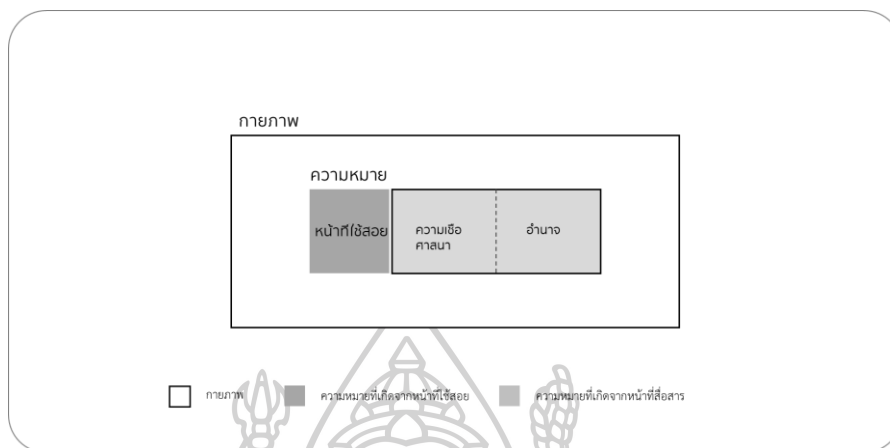 กายภาพ
ความหมาย
หน้าที่ใช้สอย
ความเชื่อ
ศาสนา
อำนาจ
กายภาพ
ความหมายที่เกิดจากหน้าที่ใช้สอย
ความหมายที่เกิดจากหน้าที่สื่อสาร